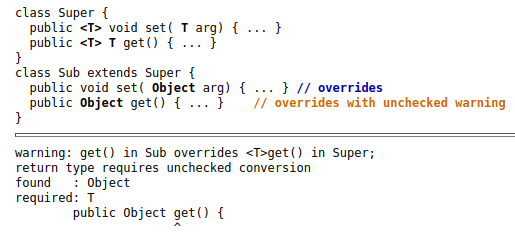 class Super {
  public <T> void set( T arg) { ... }
  public <T> T get() { ... }
}
class Sub extends Super {
  public void set( Object arg) { ... } // overrides
  public Object get() { ... }    // overrides with unchecked warning
}
warning: get() in Sub overrides <T>get() in Super;
return type requires unchecked conversion
found   : Object
required: T
        public Object get() {
                      ^